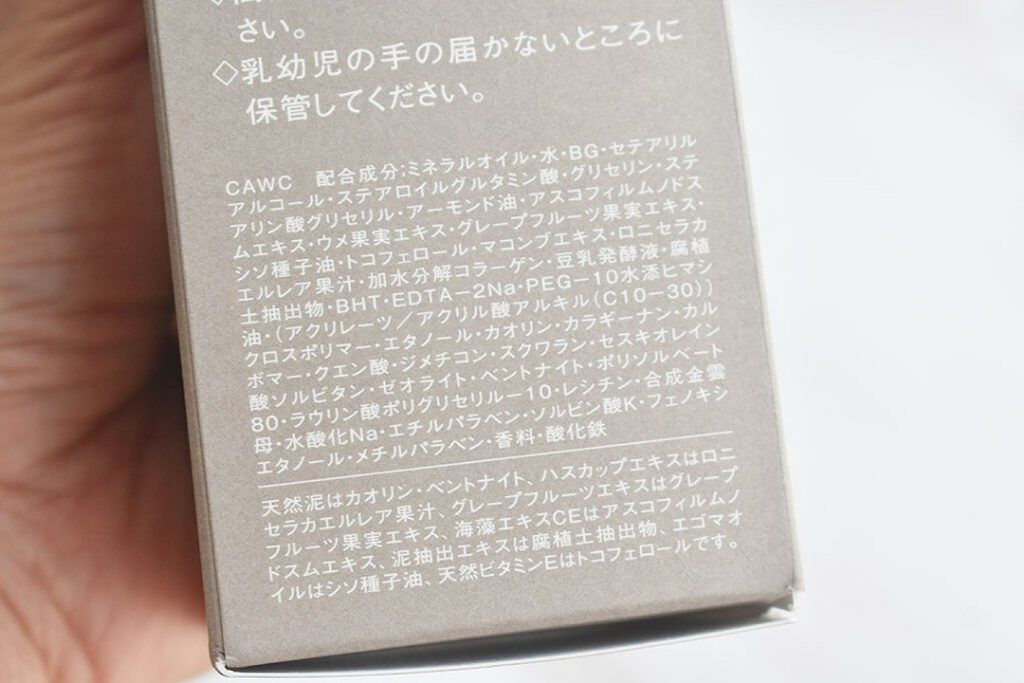 さい。
◇乳幼児の手の届かないところに
保管してください。
CAWC 配合成分:ミネラルオイル・水・BG・セテアリル
アルコール・ステアロイルグルタミン酸・グリセリン・ステ
アリン酸グリセリル・アーモンド油・アスコフィルムノドス
ムエキス・ウメ果実エキス・グレープフルーツ果実エキス・
シソ種子油・トコフェロール・マコンブエキス・ロニセラカ
エルレア果汁・加水分解コラーゲン・豆乳発酵液・腐植
土抽出物・BHT・EDTA−2Na・PEG−10水添ヒマシ
油・(アクリレーツ/アクリル酸アルキル(C10−30))
クロスポリマー・エタノール・カオリン・カラギーナン・カル
ボマー・クエン酸・ジメチコン・スクワラン・セスキオレイン
酸ソルビタン・ゼオライト・ベントナイト・ポリソルベート
80・ラウリン酸ポリグリセリル−10・レシチン・合成金雲
母・水酸化Na・エチルパラベン・ソルビン酸K・フェノキシ
エタノール・メチルパラベン・香料・酸化鉄
天然泥はカオリン・ベントナイト、ハスカップエキスはロニ
セラカエルレア果汁、グレープフルーツエキスはグレープ
フルーツ果実エキス、海藻エキスCEはアスコフィルムノ
ドスムエキス、泥抽出エキスは腐植土抽出物、エゴマオ
イルはシソ種子油、天然ビタミンEはトコフェロールです。